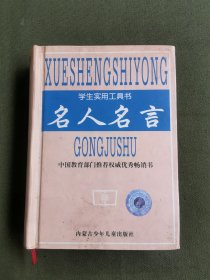 XUESHENGSHIYONG
学生实用工具书
名人名言
GONGJUSHU
中国教育部门推荐权威优秀畅销书
内蒙古少年儿童出版社